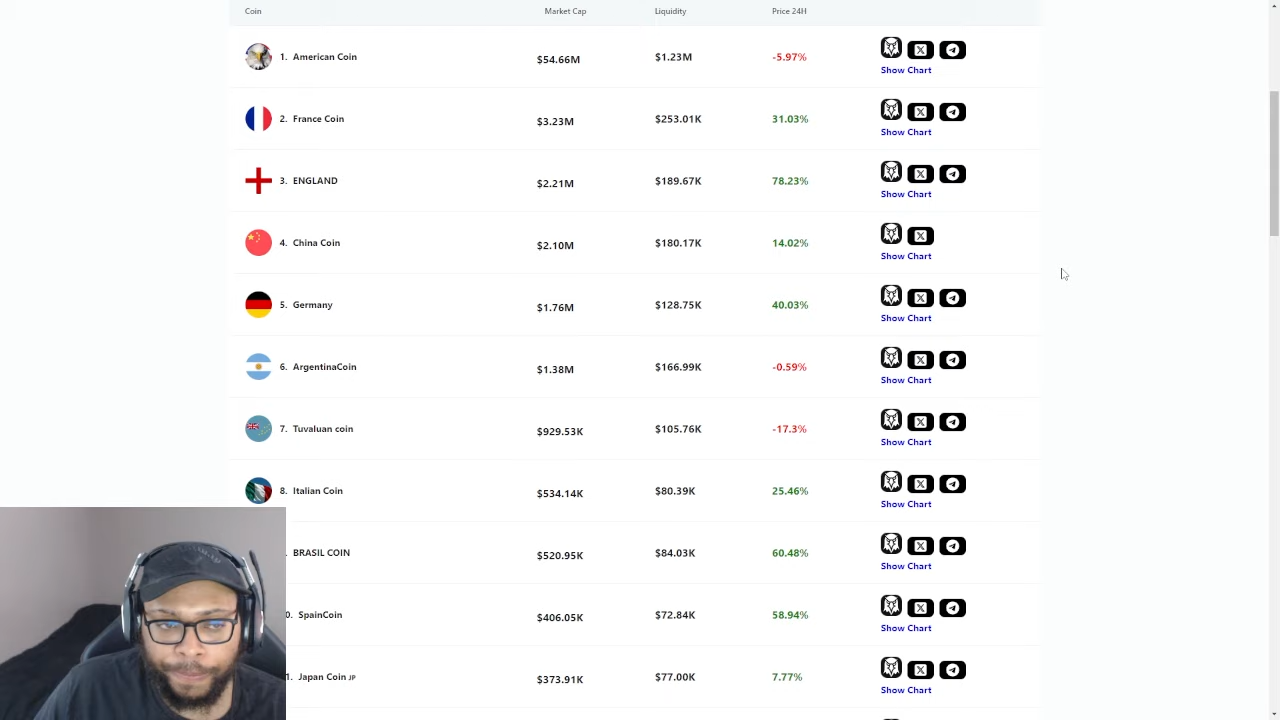 Coin Market Cap Liquidity Price 24H
1. American Coin $54.66M $1.23M -5.97%
Show Chart
2. France Coin $3.23M $253.01K 31.03%
Show Chart
3. ENGLAND $2.21M $189.67K 78.23%
Show Chart
4. China Coin $2.10M $180.17K 14.02%
Show Chart
5. Germany $1.76M $128.75K 40.03%
Show Chart
6. ArgentinaCoin $1.38M $166.99K -0.59%
Show Chart
7. Tuvaluan coin $929.53K $105.76K -17.3%
Show Chart
8. Italian Coin $534.14K $80.39K 25.46%
Show Chart
. BRASIL COIN $520.95K $84.03K 60.48%
Show Chart
0. SpainCoin $406.05K $72.84K 58.94%
Show Chart
1. Japan Coin JP $373.91K $77.00K 7.77%
Show Chart